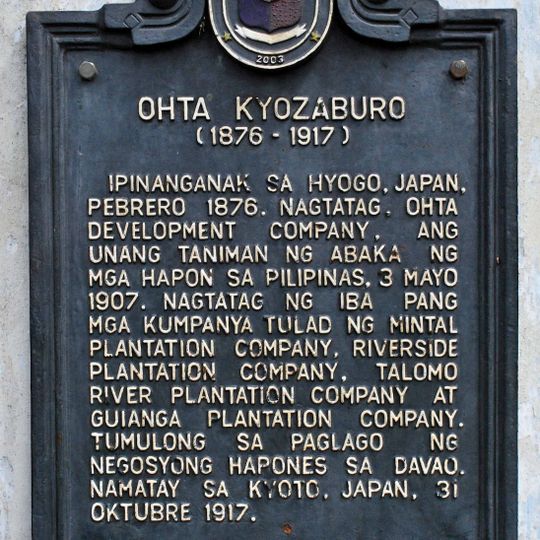 2003
OHTA KYOZABURO
(1876 - 1917)
IPINANGANAK SA HYOGO, JAPAN,
PEBRERO 1876. NAGTATAG, OHTA
DEVELOPMENT COMPANY, ANG
UNANG TANIMAN NG ABAKA NG
MGA HAPON SA PILIPINAS, 3 MAYO
1907. NAGTATAG NG IBA PANG
MGA KUMPANYA TULAD NG MINTAL
PLANTATION COMPANY, RIVERSIDE
PLANTATION COMPANY, TALOMO
RIVER PLANTATION COMPANY AT
GUIANGA PLANTATION COMPANY.
TUMULONG SA PAGLAGO NG
NEGOSYONG HAPONES SA DAVAO.
NAMATAY SA KYOTO, JAPAN, 31
OKTUBRE 1917.